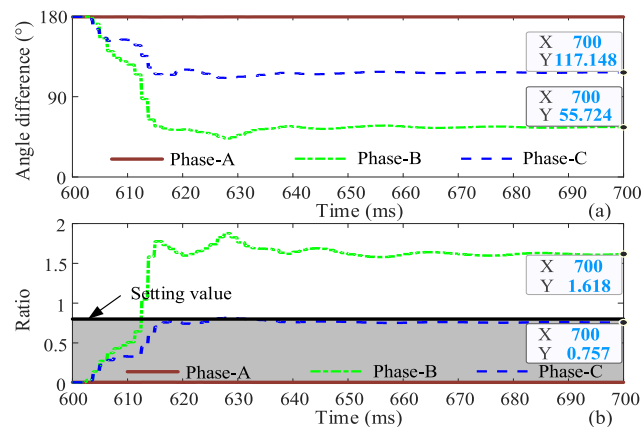 180
90
0
Angle difference (°)
X 700
Y 117.148
X 700
Y 55.724
Phase-A Phase-B Phase-C
600 610 620 630 640 650 660 670 680 690 700
Time (ms)
(a)
2
1.5
1
0.5
0
Ratio
Setting value
X 700
Y 1.618
X 700
Y 0.757
Phase-A Phase-B Phase-C
600 610 620 630 640 650 660 670 680 690 700
Time (ms)
(b)